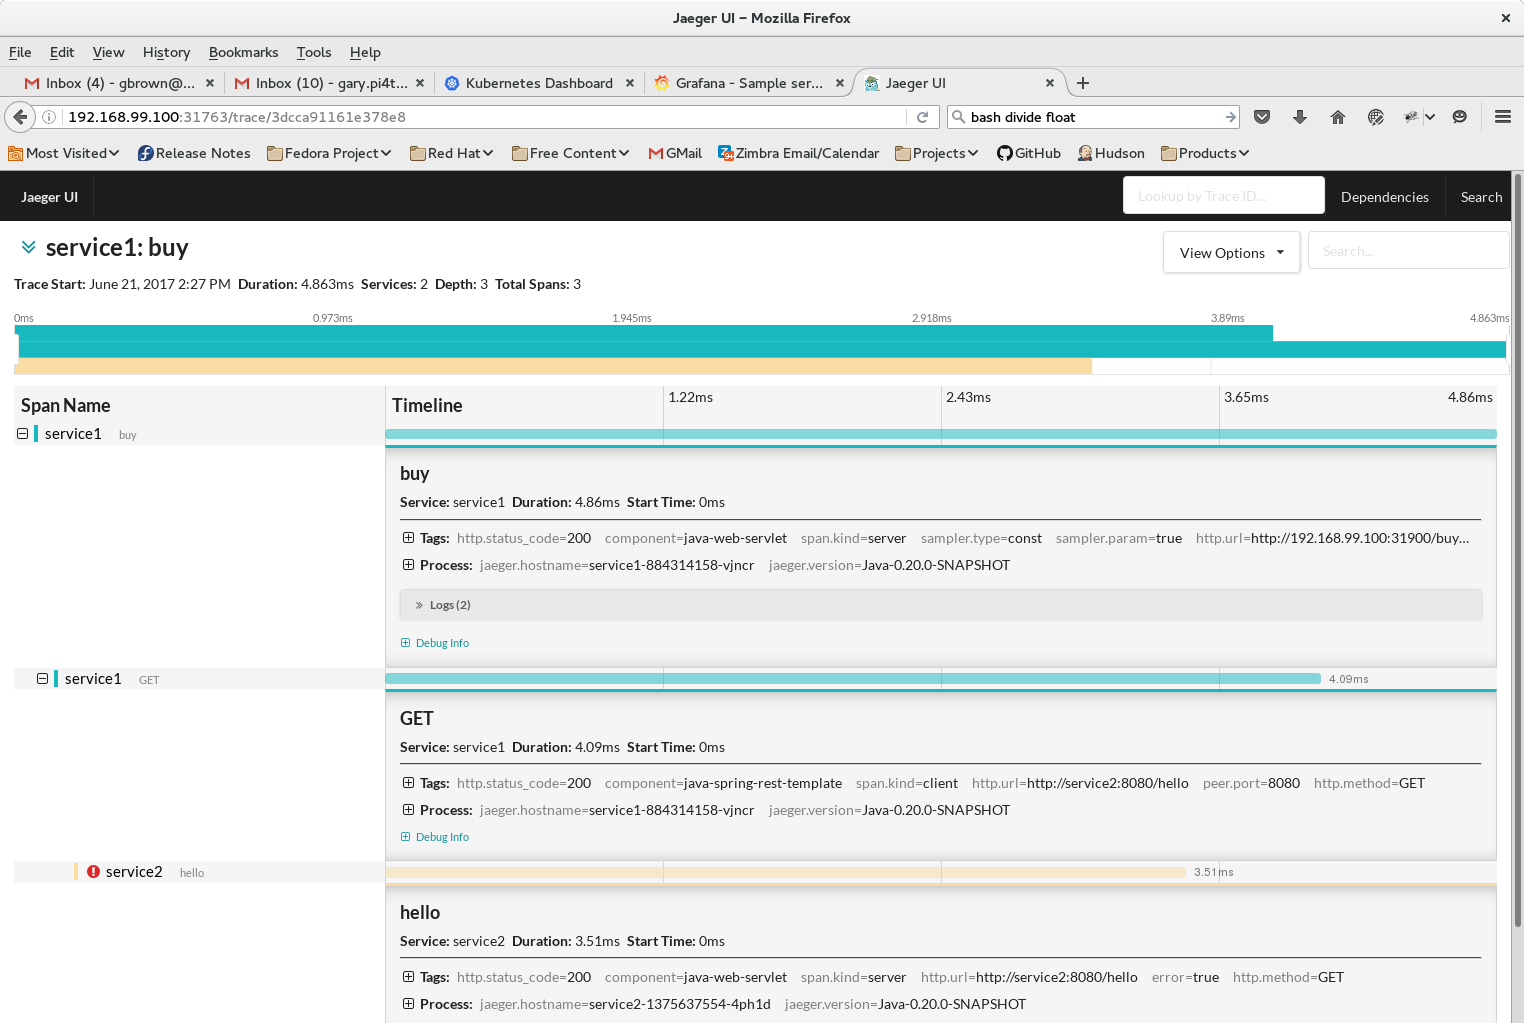 Jaeger UI – Mozilla Firefox
File Edit View History Bookmarks Tools Help
Inbox (4) - gbrown@... Inbox (10) - gary.pi4t... Kubernetes Dashboard Grafana - Sample ser... Jaeger UI
192.168.99.100:31763/trace/3dcca91161e378e8 bash divide float
Most Visited Release Notes Fedora Project Red Hat Free Content GMail Zimbra Email/Calendar Projects GitHub Hudson Products
Jaeger UI Lookup by Trace ID... Dependencies Search
service1: buy View Options Search...
Trace Start: June 21, 2017 2:27 PM Duration: 4.863ms Services: 2 Depth: 3 Total Spans: 3
0ms 0.973ms 1.945ms 2.918ms 3.89ms 4.863ms
Span Name Timeline 1.22ms 2.43ms 3.65ms 4.86ms
service1 buy
buy
Service: service1 Duration: 4.86ms Start Time: 0ms
Tags: http.status_code=200 component=java-web-servlet span.kind=server sampler.type=const sampler.param=true http.url=http://192.168.99.100:31900/buy...
Process: jaeger.hostname=service1-884314158-vjncr jaeger.version=Java-0.20.0-SNAPSHOT
Logs (2)
Debug Info
service1 GET 4.09ms
GET
Service: service1 Duration: 4.09ms Start Time: 0ms
Tags: http.status_code=200 component=java-spring-rest-template span.kind=client http.url=http://service2:8080/hello peer.port=8080 http.method=GET
Process: jaeger.hostname=service1-884314158-vjncr jaeger.version=Java-0.20.0-SNAPSHOT
Debug Info
service2 hello 3.51ms
hello
Service: service2 Duration: 3.51ms Start Time: 0ms
Tags: http.status_code=200 component=java-web-servlet span.kind=server http.url=http://service2:8080/hello error=true http.method=GET
Process: jaeger.hostname=service2-1375637554-4ph1d jaeger.version=Java-0.20.0-SNAPSHOT